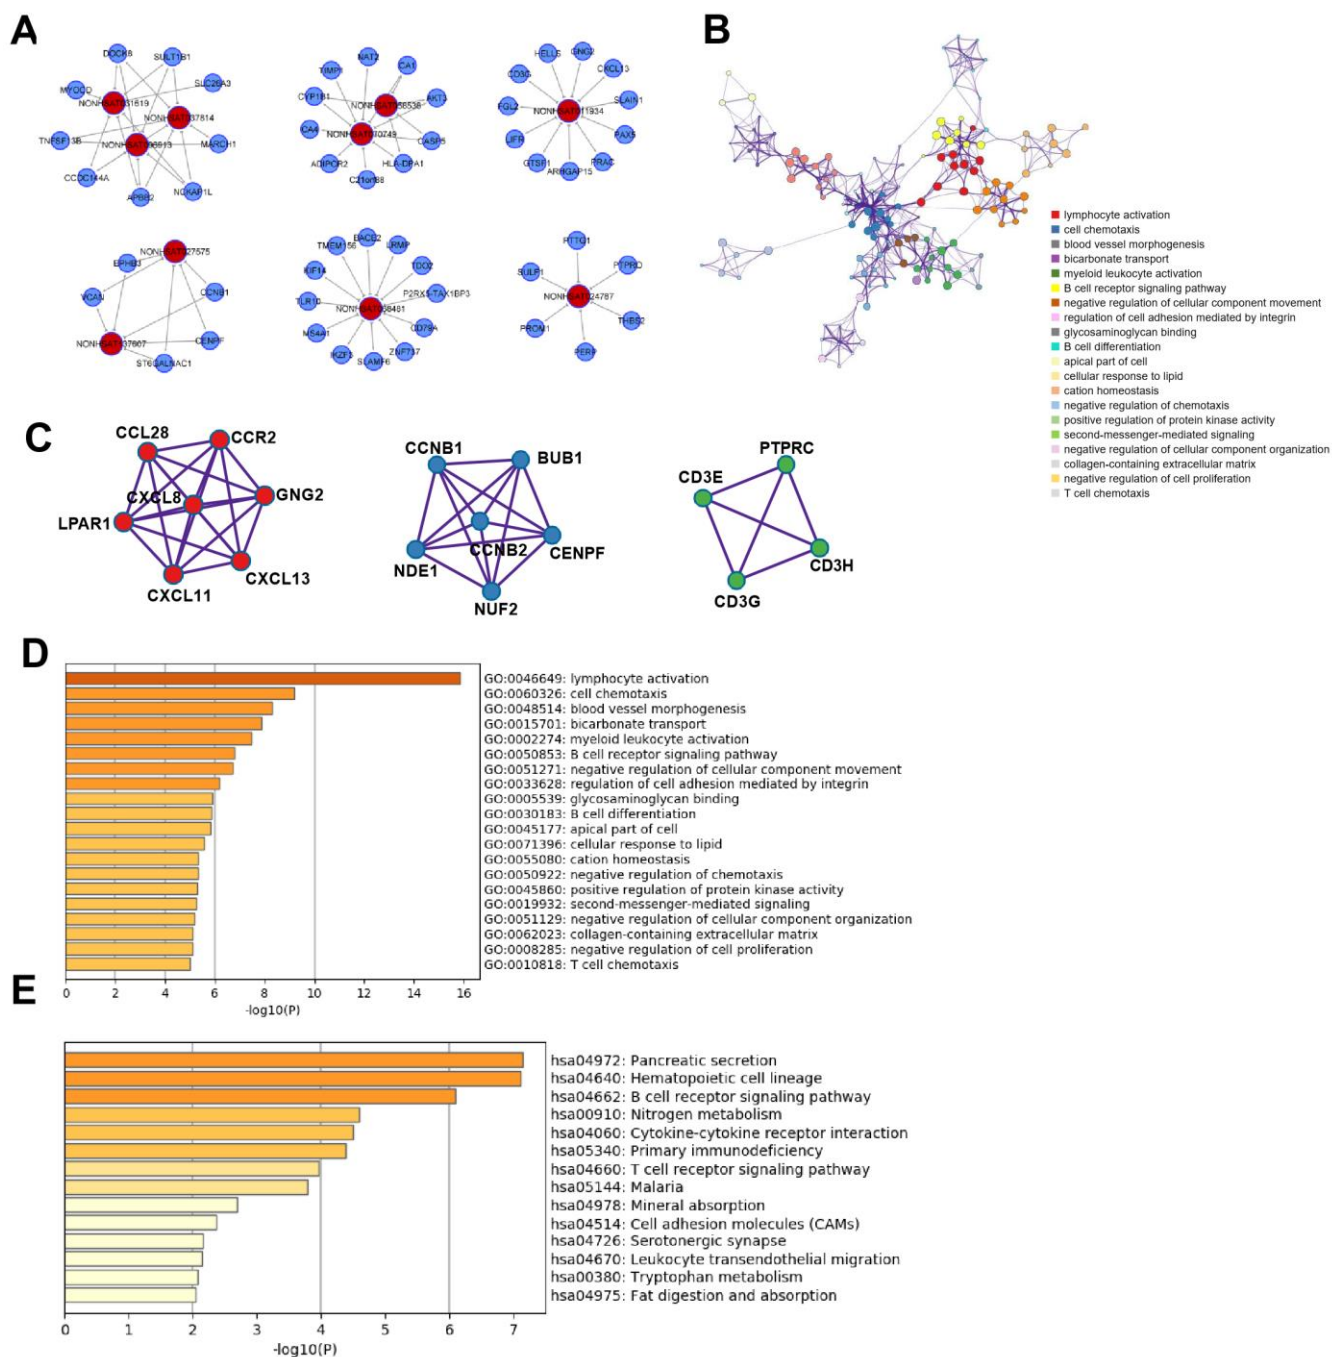 A
DOCK8
SULT1B1
MYOCD
SLC26A3
TNFSF13B
MARCH1
CCDC144A
APBB2
NCKAP1L
TIMP1
NAT2
CA1
CYP1B1
AKT3
NONHSAT070749
CA4
CASP5
ADIPOR2
HLA-DPA1
HELLS
GNG2
CD3G
CXCL13
FGL2
SLAIN1
NONHSAT011934
LIFR
PAX5
GTSF1
PRAC
ARHGAP15
EPHB3
VCAN
CCNB1
CENPF
ST6GALNAC1
BACE2
TMEM156
LRMP
KIF14
TDO2
TLR10
P2RX5-TAX1BP3
MS4A1
CD79A
IKZF3
SLAMF6
ZNF737
PTTG1
SULF1
PTPRD
NONHSAT024787
PROM1
THBS2
PERP
B
lymphocyte activation
cell chemotaxis
blood vessel morphogenesis
bicarbonate transport
myeloid leukocyte activation
B cell receptor signaling pathway
negative regulation of cellular component movement
regulation of cell adhesion mediated by integrin
glycosaminoglycan binding
B cell differentiation
apical part of cell
cellular response to lipid
cation homeostasis
negative regulation of chemotaxis
positive regulation of protein kinase activity
second-messenger-mediated signaling
negative regulation of cellular component organization
collagen-containing extracellular matrix
negative regulation of cell proliferation
T cell chemotaxis
C
CCL28
CCR2
CXCL8
GNG2
LPAR1
CXCL13
CXCL11
CCNB1
BUB1
CCNB2
CENPF
NDE1
NUF2
PTPRC
CD3E
CD3H
CD3G
D
GO:0046649: lymphocyte activation
GO:0060326: cell chemotaxis
GO:0048514: blood vessel morphogenesis
GO:0015701: bicarbonate transport
GO:0002274: myeloid leukocyte activation
GO:0050853: B cell receptor signaling pathway
GO:0051271: negative regulation of cellular component movement
GO:0033628: regulation of cell adhesion mediated by integrin
GO:0005539: glycosaminoglycan binding
GO:0030183: B cell differentiation
GO:0045177: apical part of cell
GO:0071396: cellular response to lipid
GO:0055080: cation homeostasis
GO:0050922: negative regulation of chemotaxis
GO:0045860: positive regulation of protein kinase activity
GO:0019932: second-messenger-mediated signaling
GO:0051129: negative regulation of cellular component organization
GO:0062023: collagen-containing extracellular matrix
GO:0008285: negative regulation of cell proliferation
GO:0010818: T cell chemotaxis
0 2 4 6 8 10 12 14 16
-log10(P)
E
hsa04972: Pancreatic secretion
hsa04640: Hematopoietic cell lineage
hsa04662: B cell receptor signaling pathway
hsa00910: Nitrogen metabolism
hsa04060: Cytokine-cytokine receptor interaction
hsa05340: Primary immunodeficiency
hsa04660: T cell receptor signaling pathway
hsa05144: Malaria
hsa04978: Mineral absorption
hsa04514: Cell adhesion molecules (CAMs)
hsa04726: Serotonergic synapse
hsa04670: Leukocyte transendothelial migration
hsa00380: Tryptophan metabolism
hsa04975: Fat digestion and absorption
0 1 2 3 4 5 6 7
-log10(P)